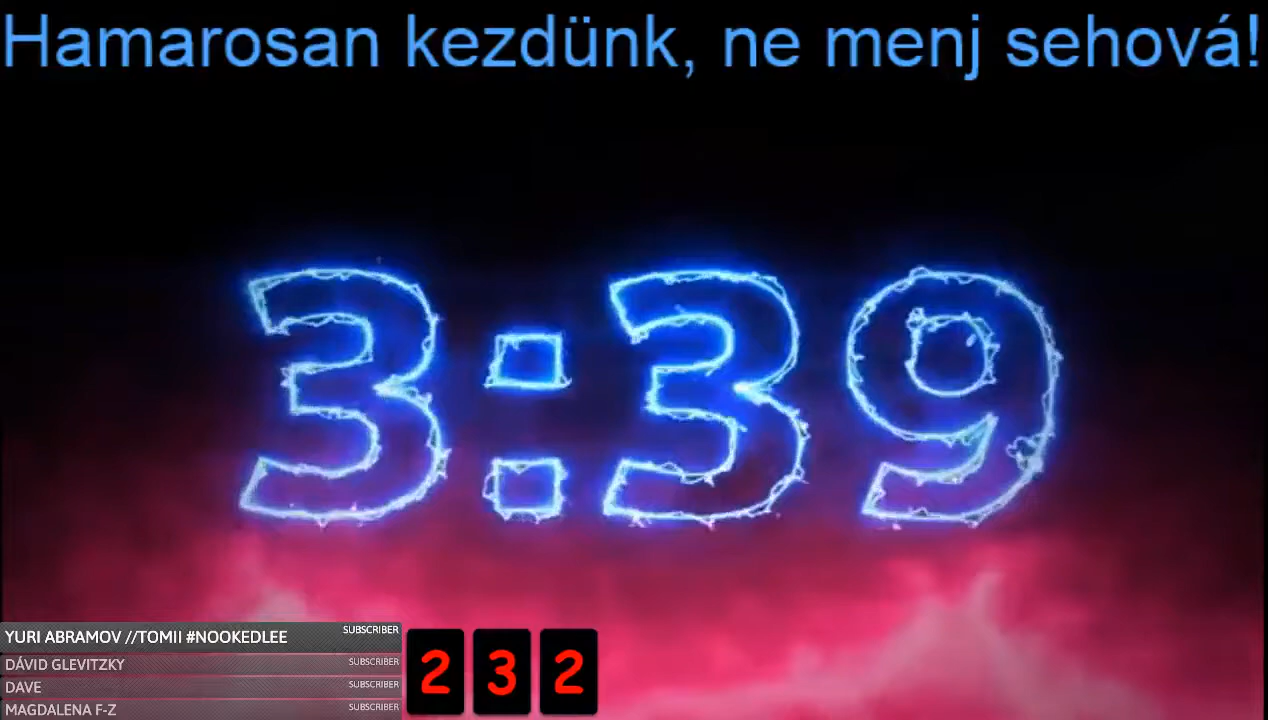 Hamarosan kezdünk, ne menj sehová!
3:39
YURI ABRAMOV //TOMII #NOOKEDLEE SUBSCRIBER
DÁVID GLEVITZKY SUBSCRIBER
DAVE SUBSCRIBER
MAGDALENA F-Z SUBSCRIBER
2 3 2